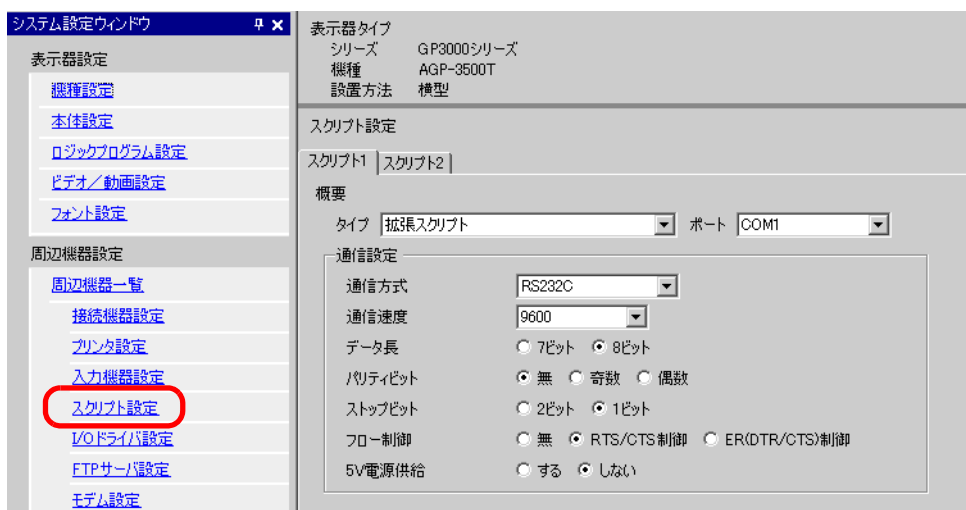 システム設定ウィンドウ
表示器設定
機種設定
本体設定
ロジックプログラム設定
ビデオ／動画設定
フォント設定
周辺機器設定
周辺機器一覧
接続機器設定
プリンタ設定
入力機器設定
スクリプト設定
I/Oドライバ設定
FTPサーバ設定
モデム設定
表示器タイプ
シリーズ GP3000シリーズ
機種 AGP-3500T
設置方法 横型
スクリプト設定
スクリプト1 スクリプト2
概要
タイプ 拡張スクリプト ポート COM1
通信設定
通信方式 RS232C
通信速度 9600
データ長 7ビット 8ビット
パリティビット 無 奇数 偶数
ストップビット 2ビット 1ビット
フロー制御 無 RTS/CTS制御 ER(DTR/CTS)制御
5V電源供給 する しない